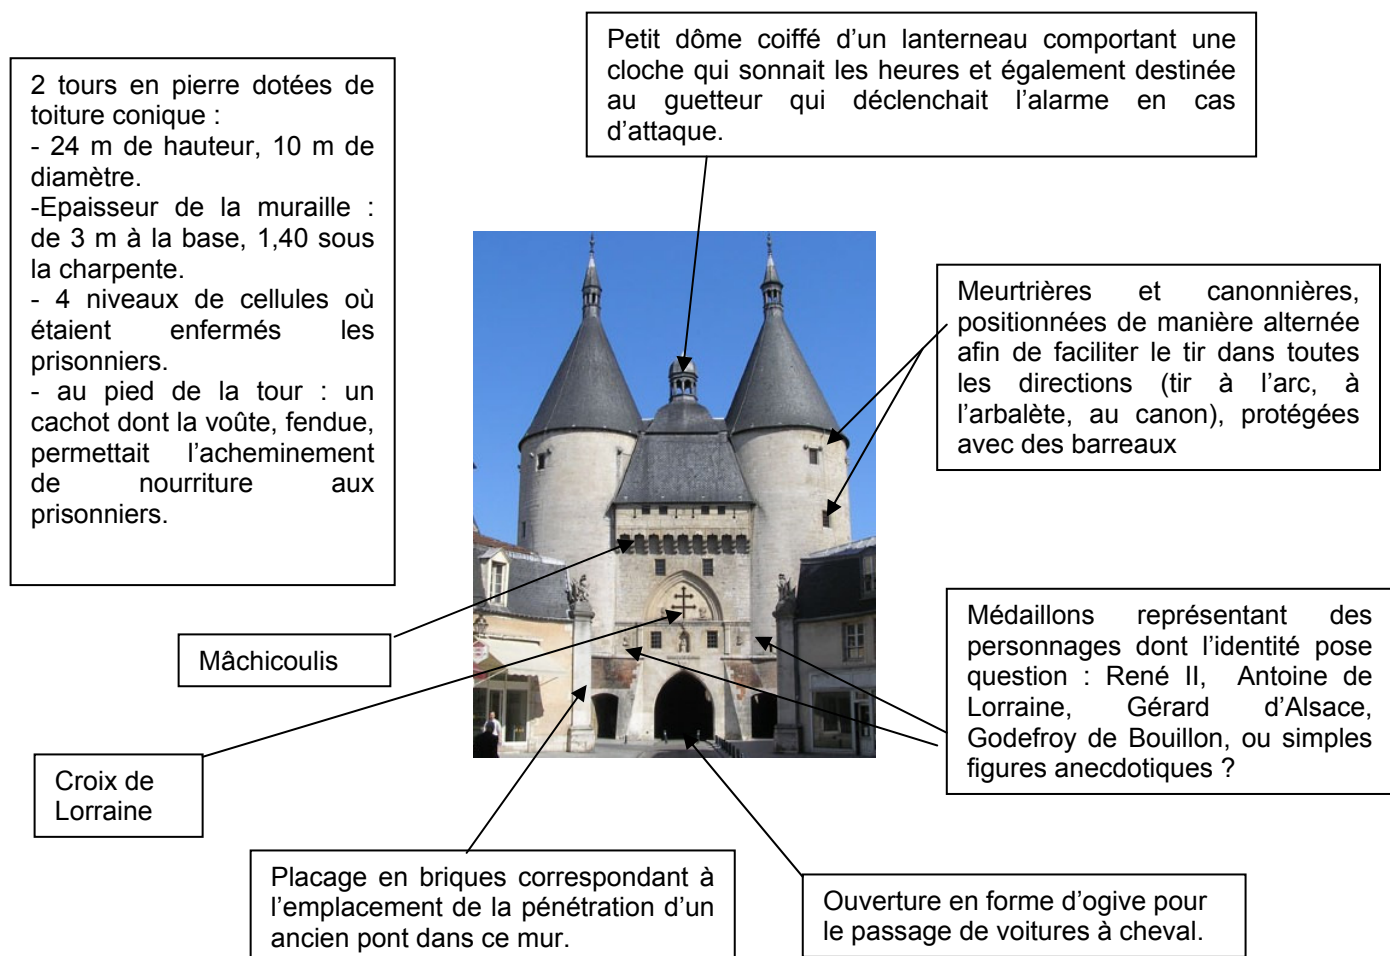 Petit dôme coiffé d’un lanterneau comportant une
cloche qui sonnait les heures et également destinée
au guetteur qui déclenchait l’alarme en cas
d’attaque.
2 tours en pierre dotées de
toiture conique :
- 24 m de hauteur, 10 m de
diamètre.
-Epaisseur de la muraille :
de 3 m à la base, 1,40 sous
la charpente.
- 4 niveaux de cellules où
étaient enfermés les
prisonniers.
- au pied de la tour : un
cachot dont la voûte, fendue,
permettait l’acheminement
de nourriture aux
prisonniers.
Meurtrières et canonnières,
positionnées de manière alternée
afin de faciliter le tir dans toutes
les directions (tir à l’arc, à
l’arbalète, au canon), protégées
avec des barreaux
Mâchicoulis
Médaillons représentant des
personnages dont l’identité pose
question : René II, Antoine de
Lorraine, Gérard d’Alsace,
Godefroy de Bouillon, ou simples
figures anecdotiques ?
Croix de
Lorraine
Placage en briques correspondant à
l’emplacement de la pénétration d’un
ancien pont dans ce mur.
Ouverture en forme d’ogive pour
le passage de voitures à cheval.